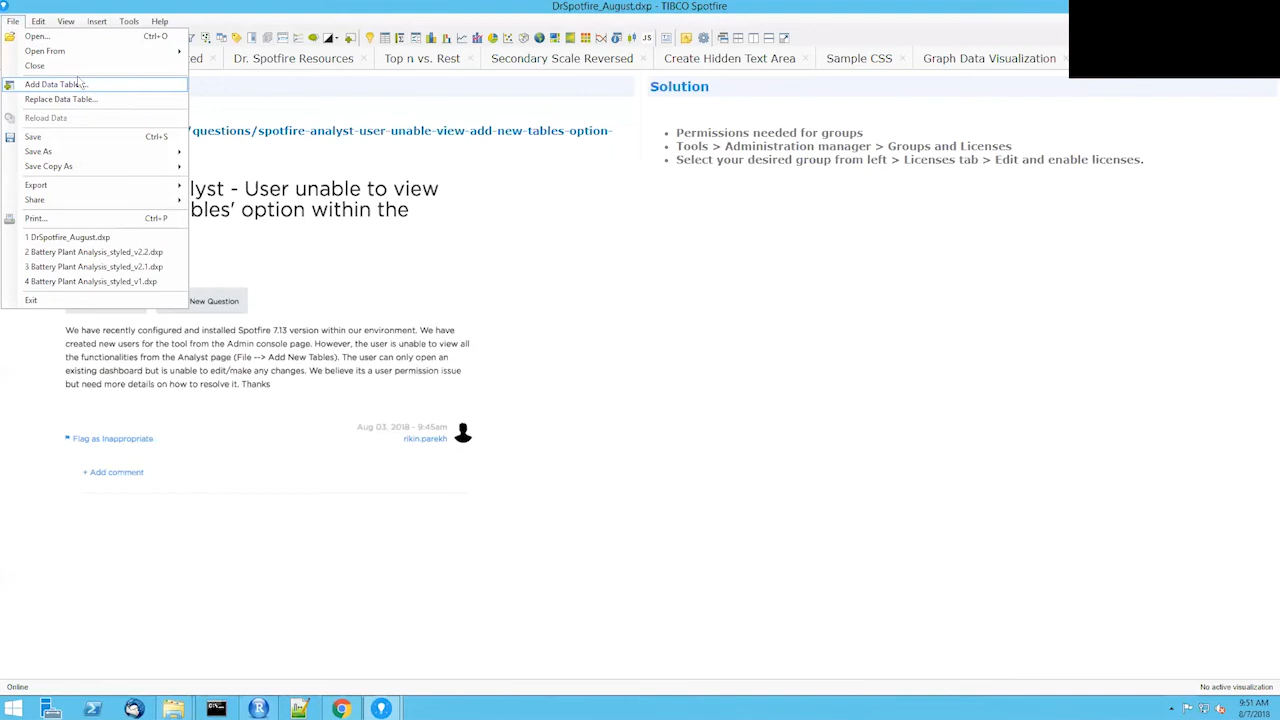 DrSpotfire_August.dxp - TIBCO Spotfire
File Edit View Insert Tools Help
Open... Ctrl+O
Open From
Close
Add Data Tabl...
Replace Data Table...
Reload Data
Save Ctrl+S
Save As
Save Copy As
Export
Share
Print... Ctrl+P
1 DrSpotfire_August.dxp
2 Battery Plant Analysis_styled_v2.2.dxp
3 Battery Plant Analysis_styled_v2.1.dxp
4 Battery Plant Analysis_styled_v1.dxp
Exit
JS
ed Dr. Spotfire Resources Top n vs. Rest Secondary Scale Reversed Create Hidden Text Area Sample CSS Graph Data Visualization
/questions/spotfire-analyst-user-unable-view-add-new-tables-option-
lyst - User unable to view
bles' option within the
New Question
We have recently configured and installed Spotfire 7.13 version within our environment. We have
created new users for the tool from the Admin console page. However, the user is unable to view all
the functionalities from the Analyst page (File --> Add New Tables). The user can only open an
existing dashboard but is unable to edit/make any changes. We believe its a user permission issue
but need more details on how to resolve it. Thanks
Aug 03, 2018 - 9:45am
Flag as Inappropriate rikin.parekh
+ Add comment
Solution
• Permissions needed for groups
• Tools > Administration manager > Groups and Licenses
• Select your desired group from left > Licenses tab > Edit and enable licenses.
Online No active visualization
9:51 AM
8/7/2018